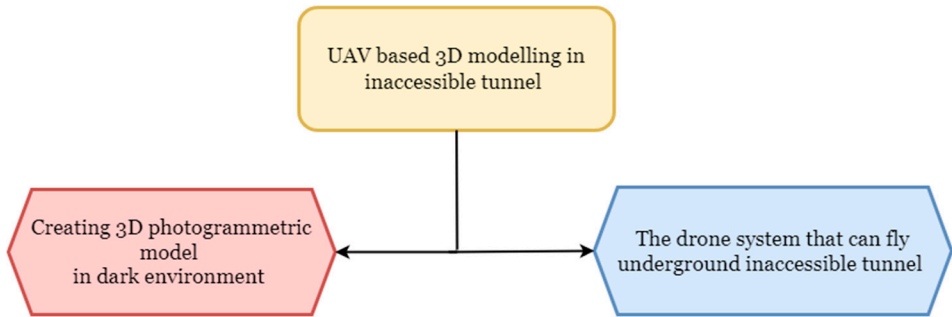 UAV based 3D modelling in
inaccessible tunnel
Creating 3D photogrammetric
model
in dark environment
The drone system that can fly
underground inaccessible tunnel